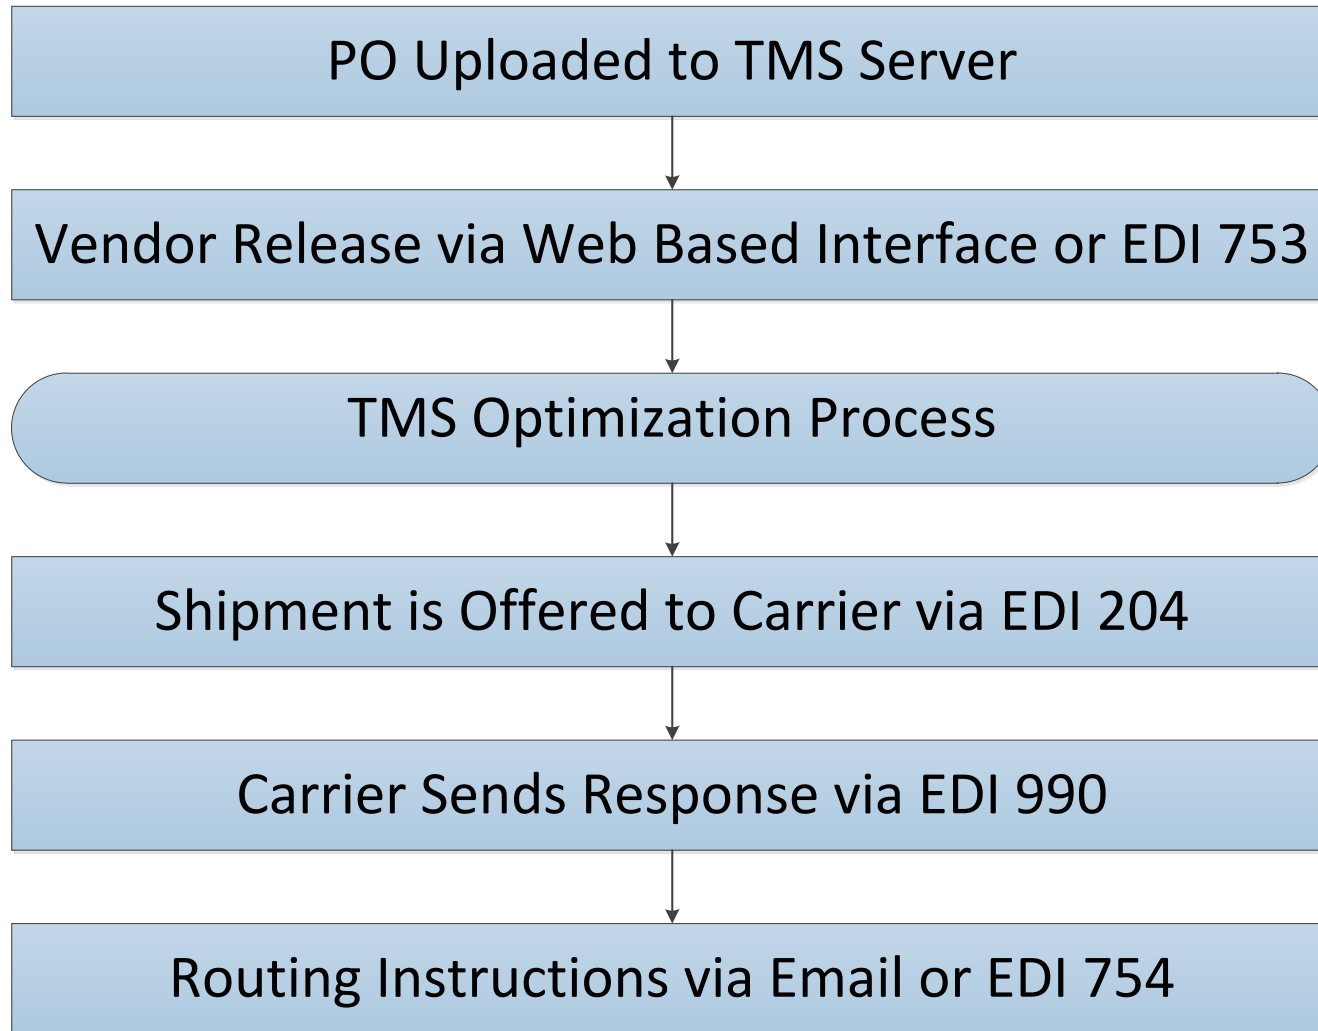 PO Uploaded to TMS Server
Vendor Release via Web Based Interface or EDI 753
TMS Optimization Process
Shipment is Offered to Carrier via EDI 204
Carrier Sends Response via EDI 990
Routing Instructions via Email or EDI 754